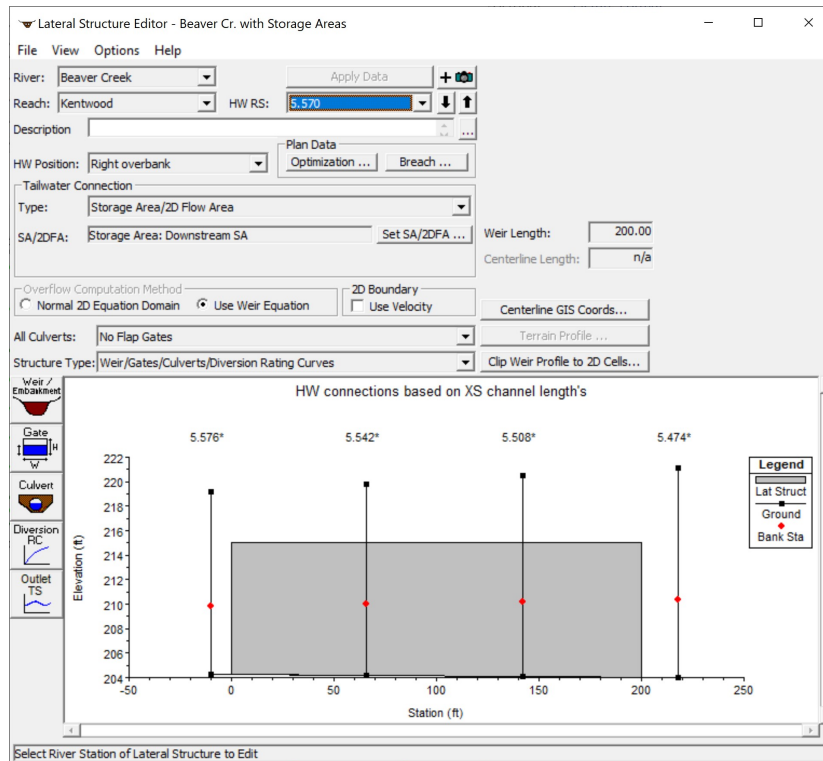 Lateral Structure Editor - Beaver Cr. with Storage Areas
File View Options Help
River: Beaver Creek Apply Data +
Reach: Kentwood HW RS: 5.570
Description ...
Plan Data
HW Position: Right overbank Optimization ... Breach ...
Tailwater Connection
Type: Storage Area/2D Flow Area
SA/2DFA: Storage Area: Downstream SA Set SA/2DFA ... Weir Length: 200.00
Centerline Length: n/a
Overflow Computation Method 2D Boundary
Normal 2D Equation Domain Use Weir Equation Use Velocity Centerline GIS Coords...
All Culverts: No Flap Gates Terrain Profile ...
Structure Type: Weir/Gates/Culverts/Diversion Rating Curves Clip Weir Profile to 2D Cells...
Weir /
Embankment
Gate
H
W
Culvert
Diversion
RC
Outlet
TS
HW connections based on XS channel length's
5.576* 5.542* 5.508* 5.474*
222
220
218
216
214
212
210
208
206
204
Elevation (ft)
-50 0 50 100 150 200 250
Station (ft)
Legend
Lat Struct
Ground
Bank Sta
Select River Station of Lateral Structure to Edit